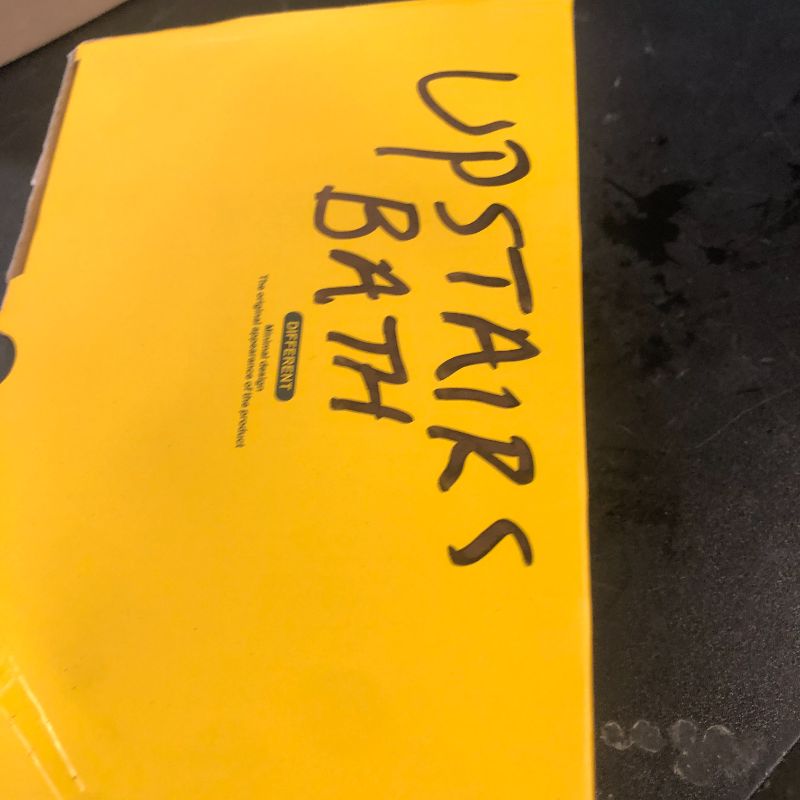 UPSTAIRS
BATH
DIFFERENT
Minimal design
The original appearance of the product